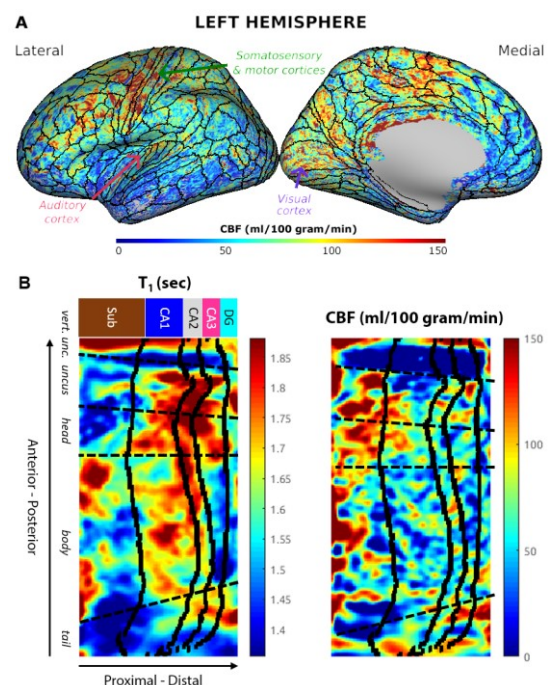 A
LEFT HEMISPHERE
Lateral
Medial
Somatosensory
& motor cortices
Auditory
cortex
Visual
cortex
CBF (ml/100 gram/min)
0
50
100
150
B
T1 (sec)
CBF (ml/100 gram/min)
Sub
CA1
CA2
CA3
DG
vert. unc.
uncus
head
body
tail
Anterior - Posterior
Proximal - Distal
1.85
1.8
1.75
1.7
1.65
1.6
1.55
1.5
1.45
1.4
150
100
50
0